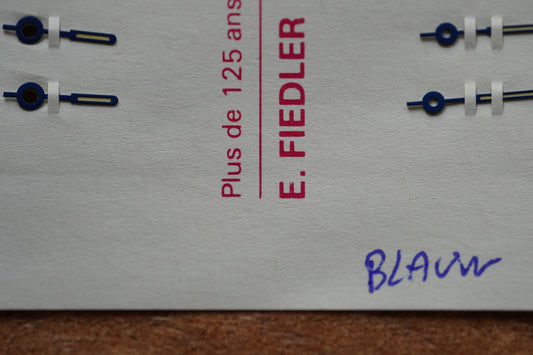 Plus de 125 ans
E. FIEDLER
BLAUW